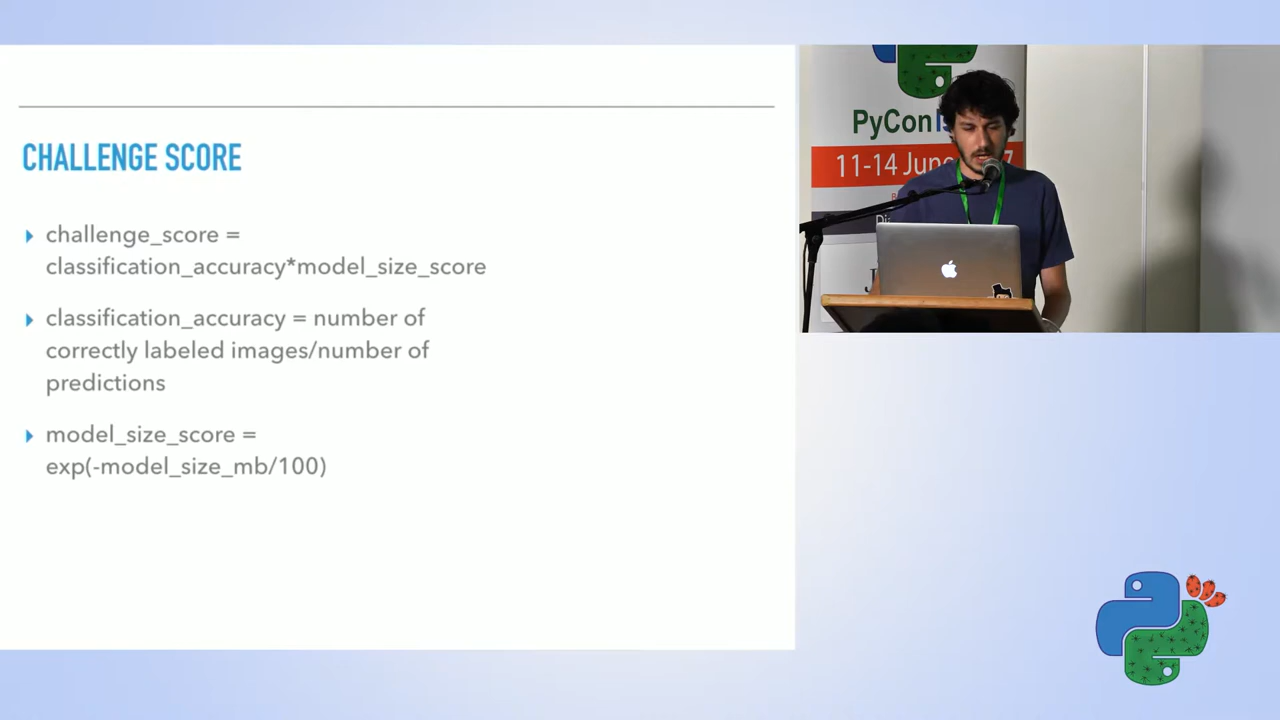 CHALLENGE SCORE
challenge_score =
classification_accuracy*model_size_score
classification_accuracy = number of
correctly labeled images/number of
predictions
model_size_score =
exp(-model_size_mb/100)
PyCon
11-14 June
7